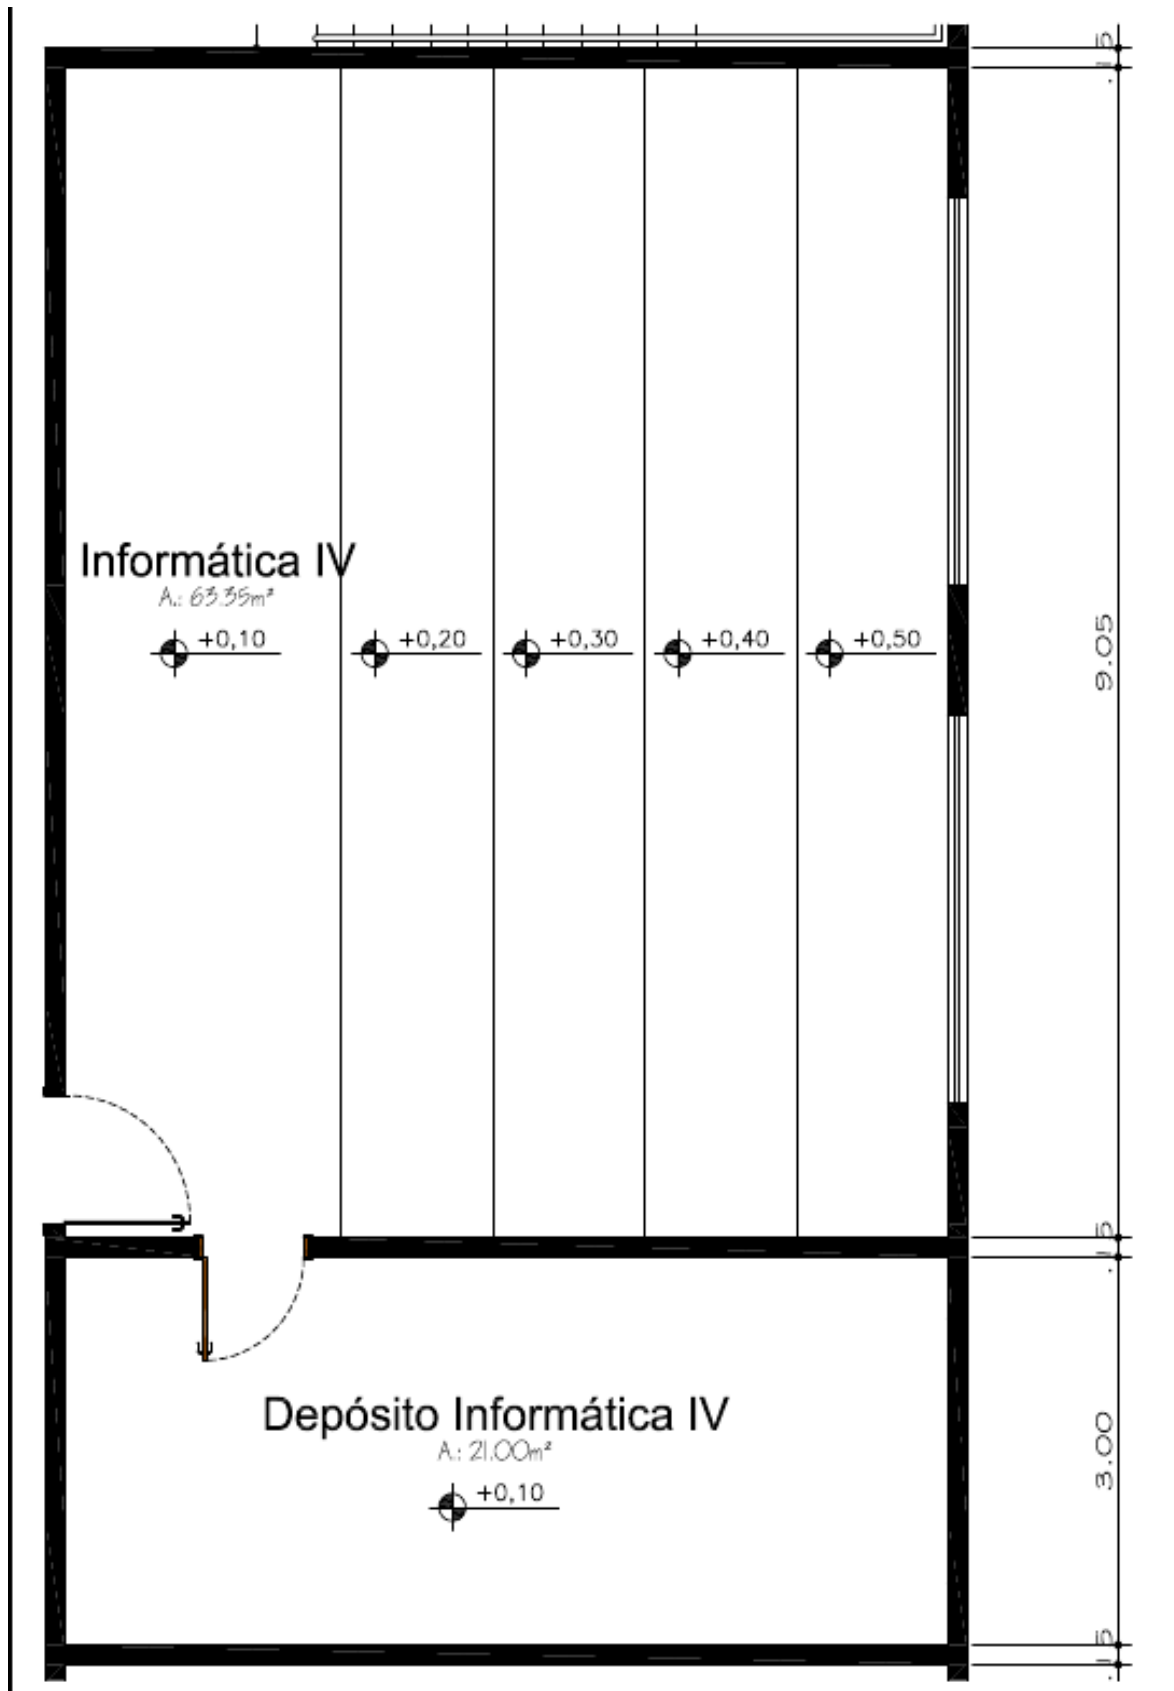 .15
Informática IV
A.: 63.35m²
+0,10
+0,20
+0,30
+0,40
+0,50
9.05
.15
Depósito Informática IV
A.: 21.00m²
+0,10
3.00
.15